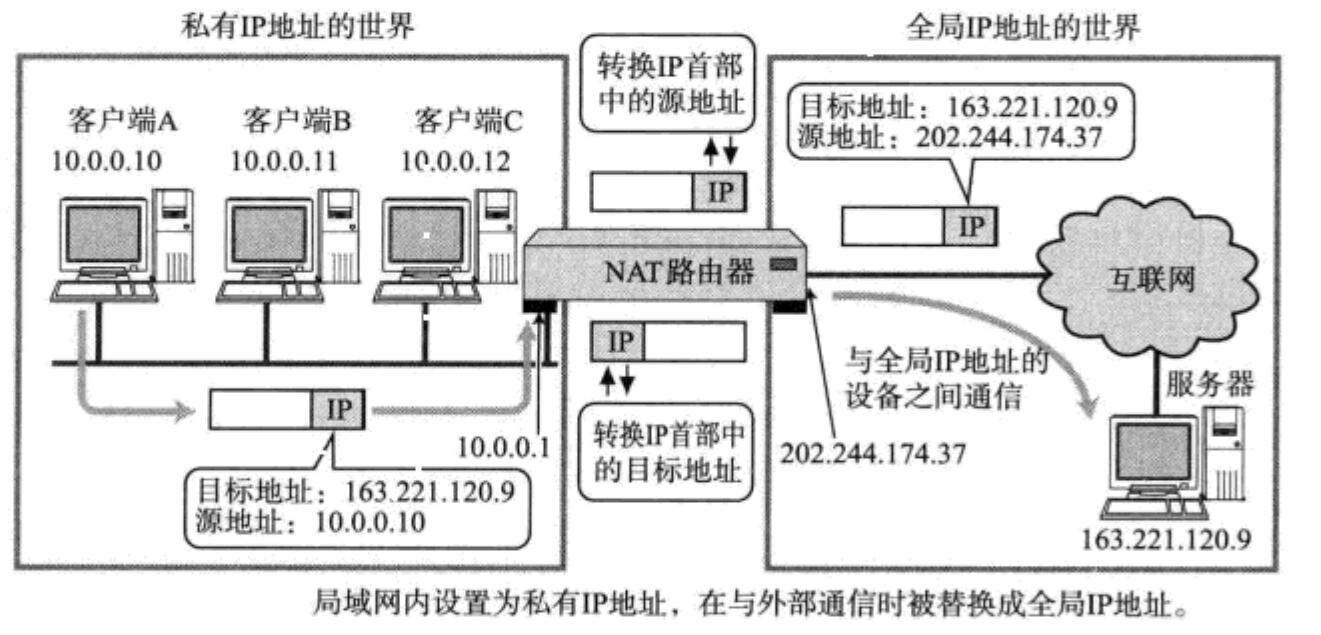 私有IP地址的世界
全局IP地址的世界
转换IP首部
中的源地址
目标地址：163.221.120.9
源地址：202.244.174.37
客户端A
10.0.0.10
客户端B
10.0.0.11
客户端C
10.0.0.12
IP
IP
NAT路由器
互联网
IP
与全局IP地址的
设备之间通信
服务器
IP
10.0.0.1
转换IP首部中
的目标地址
202.244.174.37
目标地址：163.221.120.9
源地址：10.0.0.10
163.221.120.9
局域网内设置为私有IP地址，在与外部通信时被替换成全局IP地址。